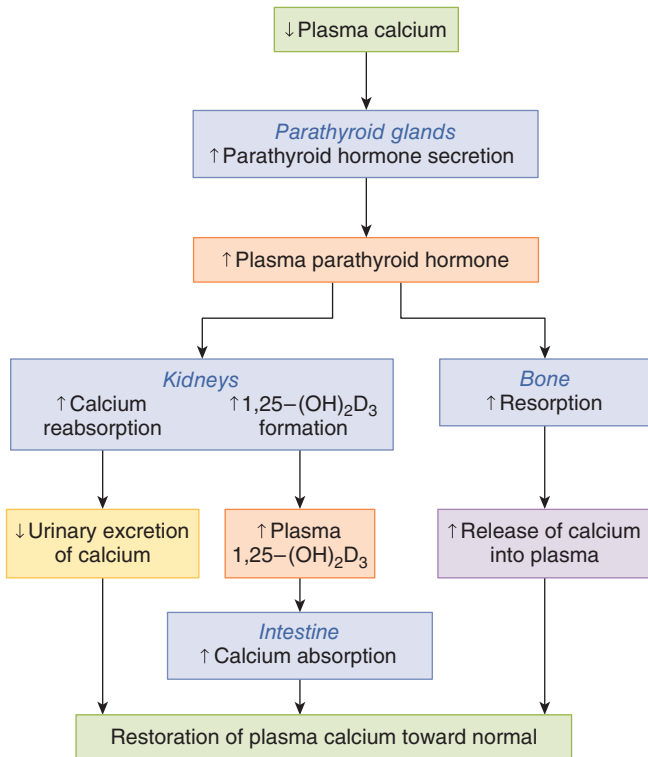 ↓Plasma calcium
Parathyroid glands
↑Parathyroid hormone secretion
↑Plasma parathyroid hormone
Kidneys
↑Calcium
reabsorption
↑1,25–(OH)₂D₃
formation
Bone
↑Resorption
↓Urinary excretion
of calcium
↑Plasma
1,25–(OH)₂D₃
↑Release of calcium
into plasma
Intestine
↑Calcium absorption
Restoration of plasma calcium toward normal